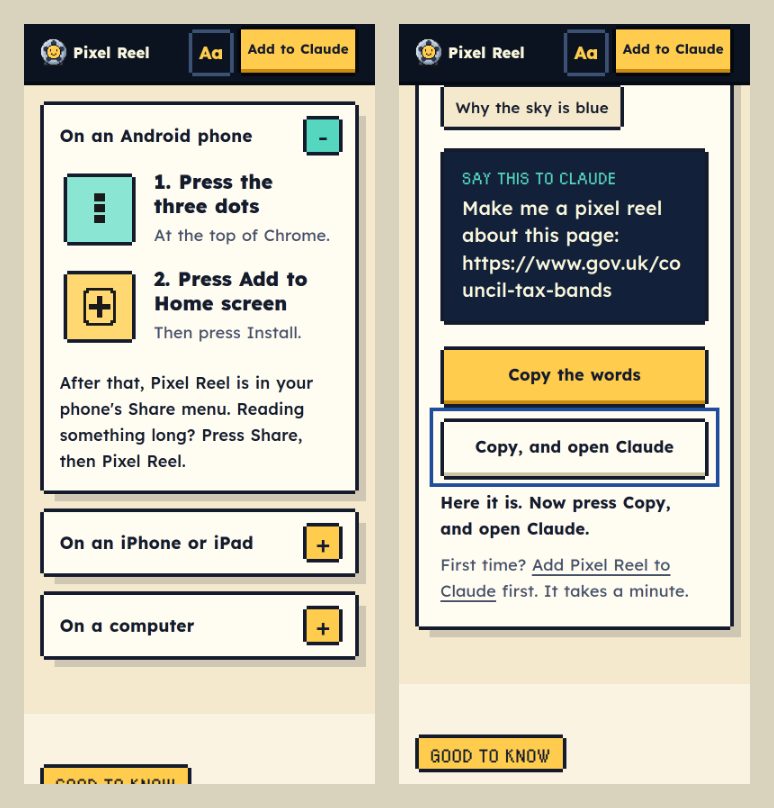 Pixel Reel
Aa
Add to Claude
On an Android phone
-
1. Press the
three dots
At the top of Chrome.
2. Press Add to
Home screen
Then press Install.
After that, Pixel Reel is in your
phone's Share menu. Reading
something long? Press Share,
then Pixel Reel.
On an iPhone or iPad
+
On a computer
+
GOOD TO KNOW
Pixel Reel
Aa
Add to Claude
Why the sky is blue
SAY THIS TO CLAUDE
Make me a pixel reel
about this page:
https://www.gov.uk/co
uncil-tax-bands
Copy the words
Copy, and open Claude
Here it is. Now press Copy,
and open Claude.
First time? Add Pixel Reel to
Claude first. It takes a minute.
GOOD TO KNOW